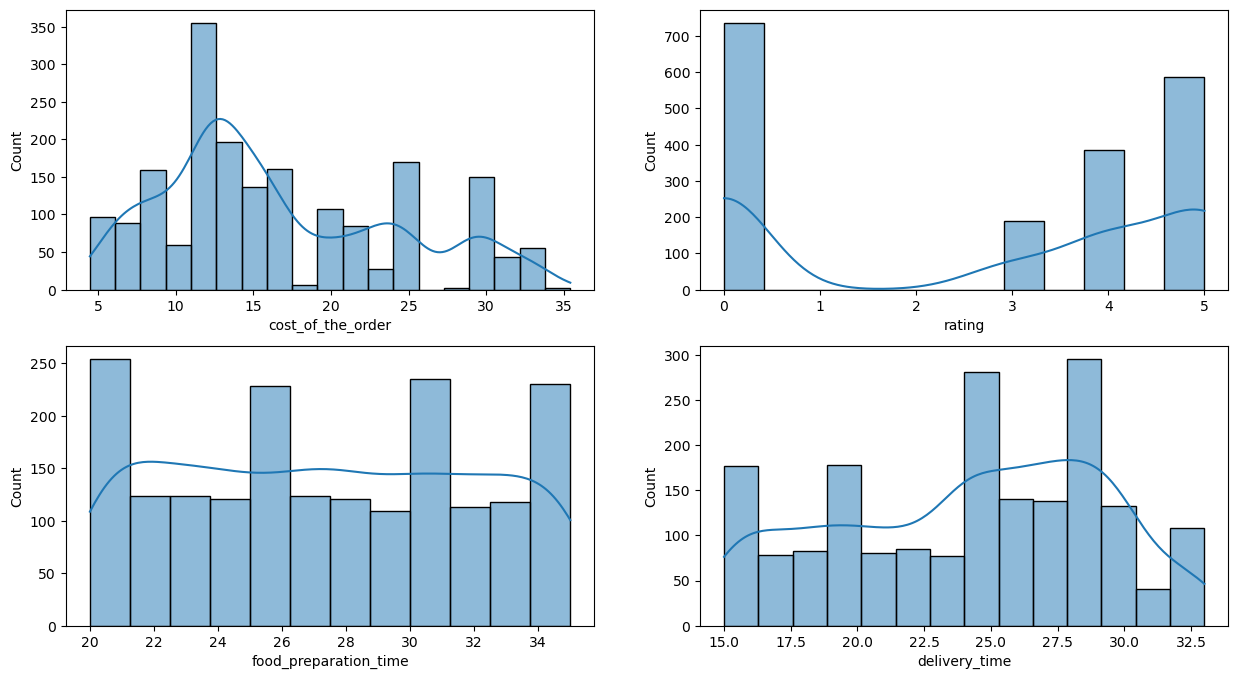 350
300
250
200
150
100
50
0
Count
5 10 15 20 25 30 35
cost_of_the_order
700
600
500
400
300
200
100
0
Count
0 1 2 3 4 5
rating
250
200
150
100
50
0
Count
20 22 24 26 28 30 32 34
food_preparation_time
300
250
200
150
100
50
0
Count
15.0 17.5 20.0 22.5 25.0 27.5 30.0 32.5
delivery_time